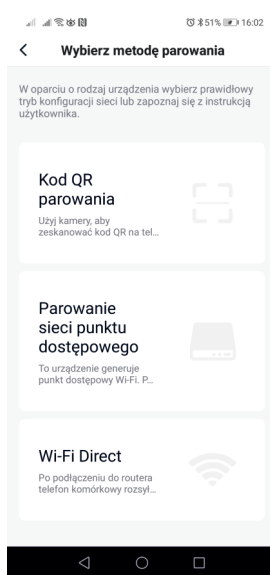 51% 16:02
Wybierz metodę parowania
W oparciu o rodzaj urządzenia wybierz prawidłowy
tryb konfiguracji sieci lub zapoznaj się z instrukcją
użytkownika.
Kod QR
parowania
Użyj kamery, aby
zeskanować kod QR na tel...
Parowanie
sieci punktu
dostępowego
To urządzenie generuje
punkt dostępowy Wi-Fi. P...
Wi-Fi Direct
Po podłączeniu do routera
telefon komórkowy rozsył...